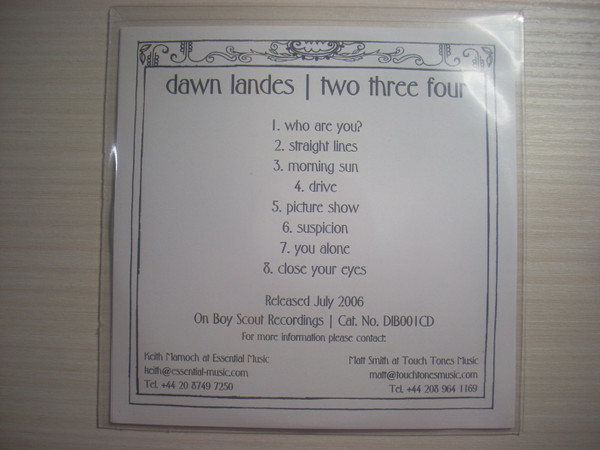 dawn landes | two three four
1. who are you?
2. straight lines
3. morning sun
4. drive
5. picture show
6. suspicion
7. you alone
8. close your eyes
Released July 2006
On Boy Scout Recordings | Cat. No. DIB001CD
For more information please contact:
Keith Marnoch at Essential Music
keith@essential-music.com
Tel. +44 20 8749 7250
Matt Smith at Touch Tones Music
matt@touchtonesmusic.com
Tel. +44 208 964 1169